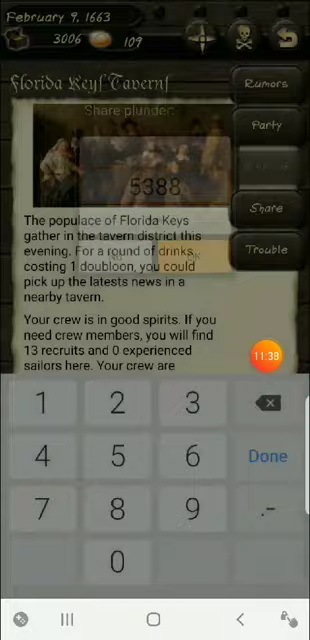 February 9, 1663
3006 109
Florida Keys Taverns
Rumors
Share plunder:
Party
5388
Share
The populace of Florida Keys
gather in the tavern district this
evening. For a round of drinks
costing 1 doubloon, you could
pick up the latest news in a
nearby tavern.
Trouble
Your crew is in good spirits. If you
need crew members, you will find
13 recruits and 0 experienced
sailors here. Your crew are
11:38
1 2 3
4 5 6 Done
7 8 9 .-
0